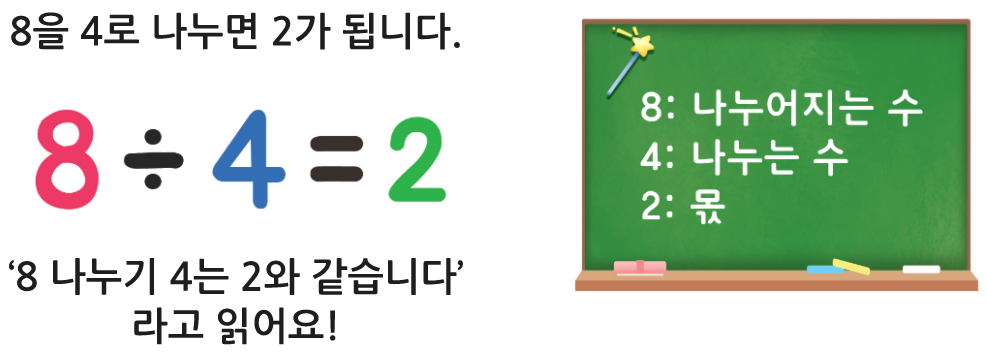 8을 4로 나누면 2가 됩니다.
8÷4=2
‘8 나누기 4는 2와 같습니다’
라고 읽어요!
8: 나누어지는 수
4: 나누는 수
2: 몫